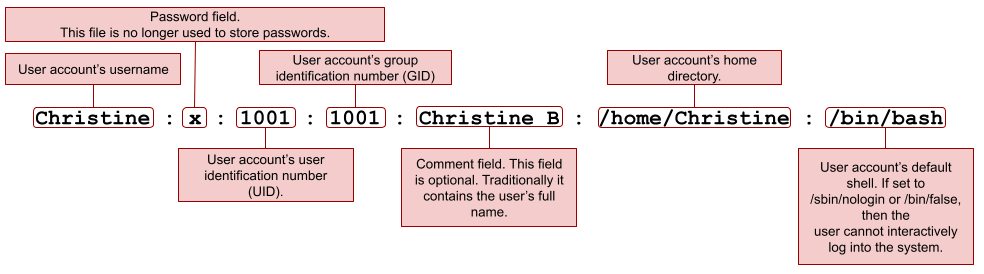 Password field.
This file is no longer used to store passwords.
User account's username
User account's group
identification number (GID)
User account's home
directory.
Christine : x : 1001 : 1001 : Christine B : /home/Christine : /bin/bash
User account's user
identification number
(UID).
Comment field. This field
is optional. Traditionally it
contains the user's full
name.
User account's default
shell. If set to
/sbin/nologin or /bin/false,
then the
user cannot interactively
log into the system.